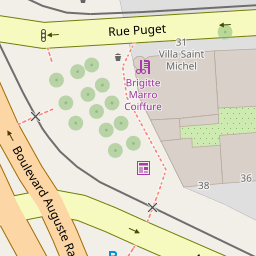 Rue Puget
31
Villa Saint
Michel
Brigitte
Marro
Coiffure
Boulevard Auguste Ra
38
36